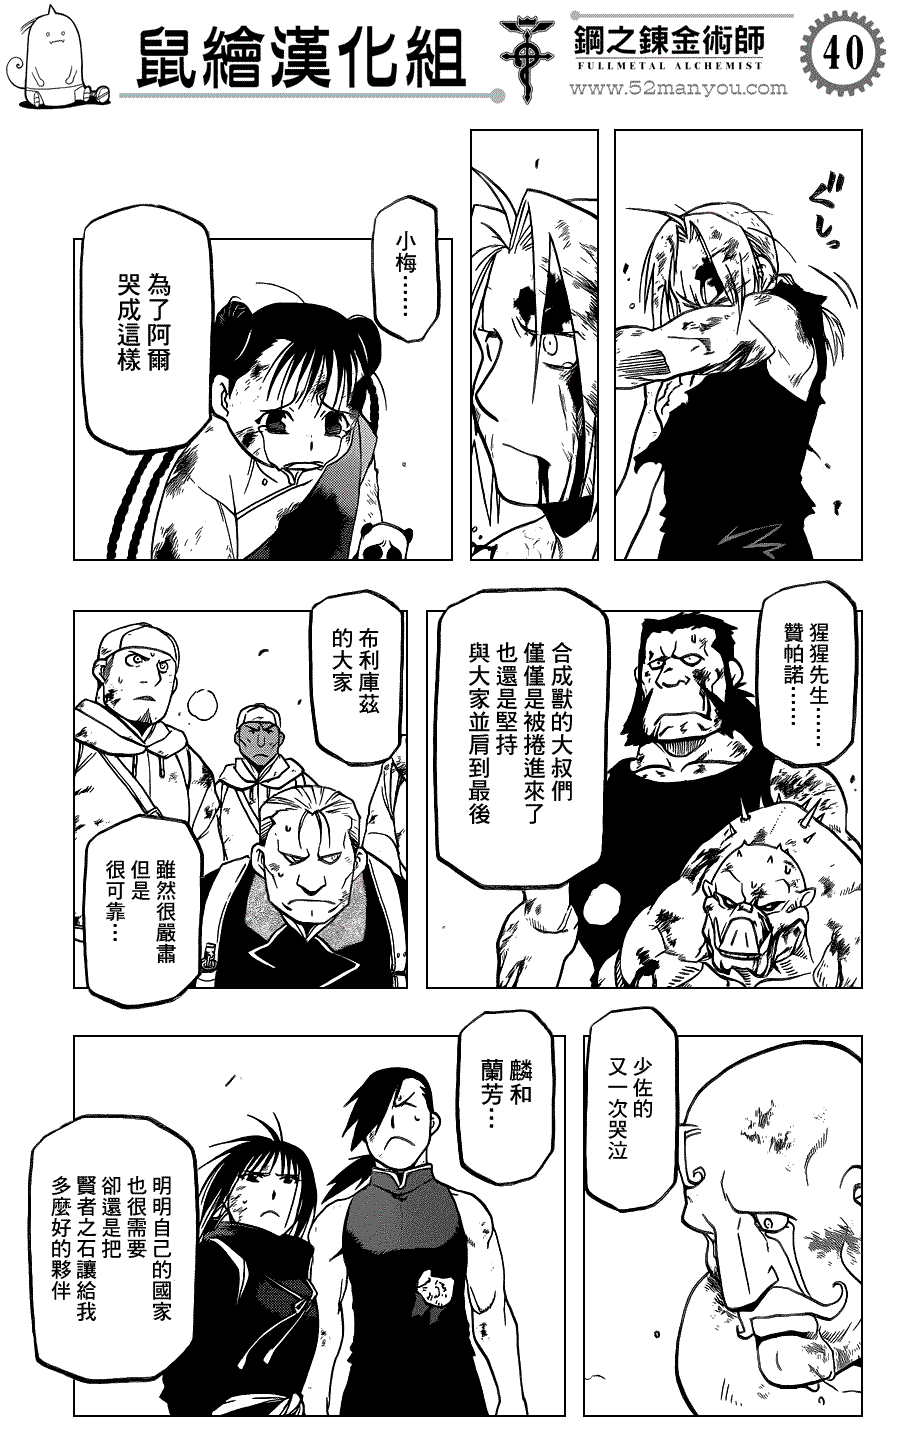 鼠繪漢化組
鋼之鍊金術師
FULLMETAL ALCHEMIST
www.52manyou.com
40
ぐしっ
小梅……
為了阿爾
哭成這樣
猩猩先生……
贊帕諾……
合成獸的大叔們
僅僅是被捲進來了
也還是堅持
與大家並肩到最後
布利庫茲
的大家
雖然很嚴肅
但是
很可靠…
少佐的
又一次哭泣
麟和
蘭芳…
明明自己的國家
也很需要
卻還是把
賢者之石讓給我
多麼好的夥伴